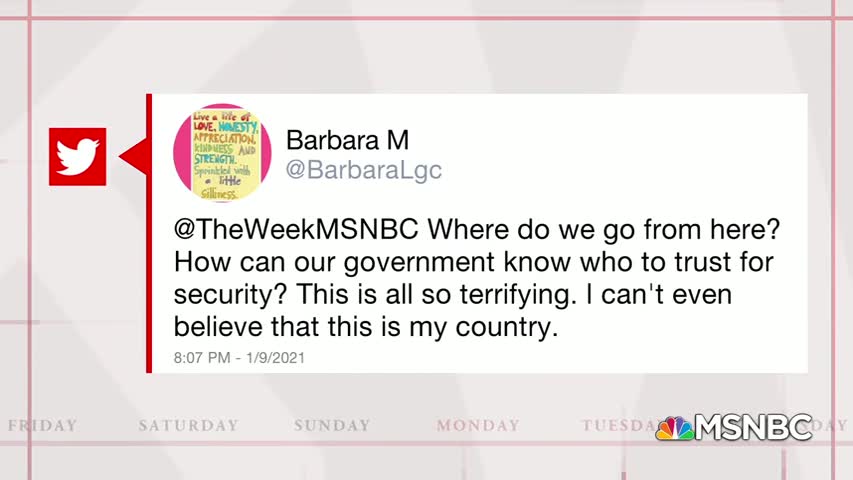 Live a life of
LOVE, HONESTY,
APPRECIATION,
KINDNESS AND
STRENGTH.
Sprinkled with
a little
silliness.
Barbara M
@BarbaraLgc
@TheWeekMSNBC Where do we go from here?
How can our government know who to trust for
security? This is all so terrifying. I can't even
believe that this is my country.
8:07 PM - 1/9/2021
FRIDAY SATURDAY SUNDAY MONDAY TUESDA SDAY
MSNBC